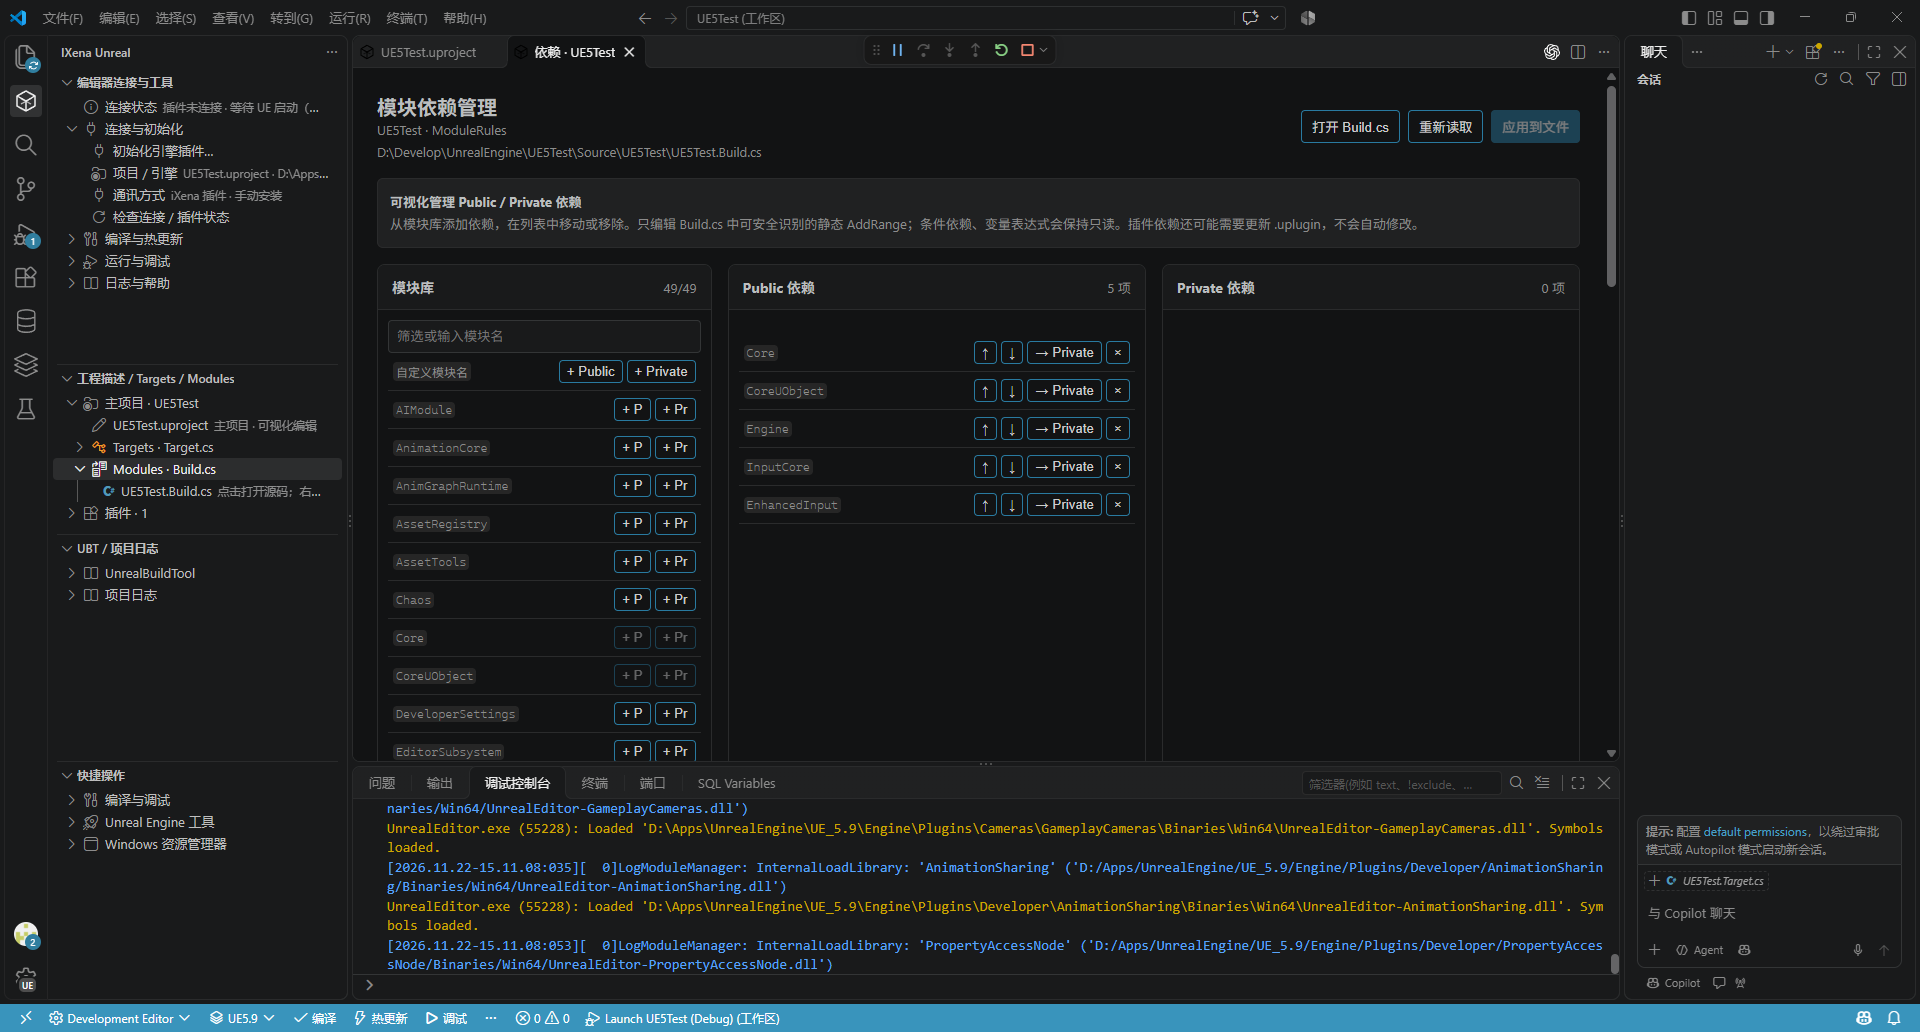 文件(F) 编辑(E) 选择(S) 查看(V) 转到(G) 运行(R) 终端(T) 帮助(H)
UE5Test (工作区)
IXena Unreal
编辑器连接与工具
连接状态 插件未连接 · 等待 UE 启动（...
连接与初始化
初始化引擎插件...
项目 / 引擎 UE5Test.uproject · D:\Apps...
通讯方式 iXena 插件 · 手动安装
检查连接 / 插件状态
编译与热更新
运行与调试
日志与帮助
工程描述 / Targets / Modules
主项目 · UE5Test
UE5Test.uproject 主项目 · 可视化编辑
Targets · Target.cs
Modules · Build.cs
UE5Test.Build.cs 点击打开源码；右...
插件 · 1
UBT / 项目日志
UnrealBuildTool
项目日志
快捷操作
编译与调试
Unreal Engine 工具
Windows 资源管理器
1
2
UE
UE5Test.uproject
依赖 · UE5Test
模块依赖管理
UE5Test · ModuleRules
D:\Develop\UnrealEngine\UE5Test\Source\UE5Test\UE5Test.Build.cs
打开 Build.cs 重新读取 应用到文件
可视化管理 Public / Private 依赖
从模块库添加依赖，在列表中移动或移除。只编辑 Build.cs 中可安全识别的静态 AddRange；条件依赖、变量表达式会保持只读。插件依赖还可能需要更新 .uplugin，不会自动修改。
模块库 49/49
筛选或输入模块名
自定义模块名 + Public + Private
AIModule + P + Pr
AnimationCore + P + Pr
AnimGraphRuntime + P + Pr
AssetRegistry + P + Pr
AssetTools + P + Pr
Chaos + P + Pr
Core + P + Pr
CoreUObject + P + Pr
DeveloperSettings + P + Pr
EditorSubsystem + P + Pr
Public 依赖 5 项
Core ↑ ↓ → Private ×
CoreUObject ↑ ↓ → Private ×
Engine ↑ ↓ → Private ×
InputCore ↑ ↓ → Private ×
EnhancedInput ↑ ↓ → Private ×
Private 依赖 0 项
问题 输出 调试控制台 终端 端口 SQL Variables
筛选器(例如 text、!exclude、...
naries/Win64/UnrealEditor-GameplayCameras.dll')
UnrealEditor.exe (55228): Loaded 'D:\Apps\UnrealEngine\UE_5.9\Engine\Plugins\Cameras\GameplayCameras\Binaries\Win64\UnrealEditor-GameplayCameras.dll'. Symbols
loaded.
[2026.11.22-15.11.08:035][  0]LogModuleManager: InternalLoadLibrary: 'AnimationSharing' ('D:/Apps/UnrealEngine/UE_5.9/Engine/Plugins/Developer/AnimationSharin
g/Binaries/Win64/UnrealEditor-AnimationSharing.dll')
UnrealEditor.exe (55228): Loaded 'D:\Apps\UnrealEngine\UE_5.9\Engine\Plugins\Developer\AnimationSharing\Binaries\Win64\UnrealEditor-AnimationSharing.dll'. Sym
bols loaded.
[2026.11.22-15.11.08:053][  0]LogModuleManager: InternalLoadLibrary: 'PropertyAccessNode' ('D:/Apps/UnrealEngine/UE_5.9/Engine/Plugins/Developer/PropertyAcces
sNode/Binaries/Win64/UnrealEditor-PropertyAccessNode.dll')
聊天
会话
提示: 配置 default permissions，以绕过审批
模式或 Autopilot 模式启动新会话。
UE5Test.Target.cs
与 Copilot 聊天
Agent
Copilot
Development Editor UE5.9 编译 热更新 调试 ··· 0 0 Launch UE5Test (Debug) (工作区)